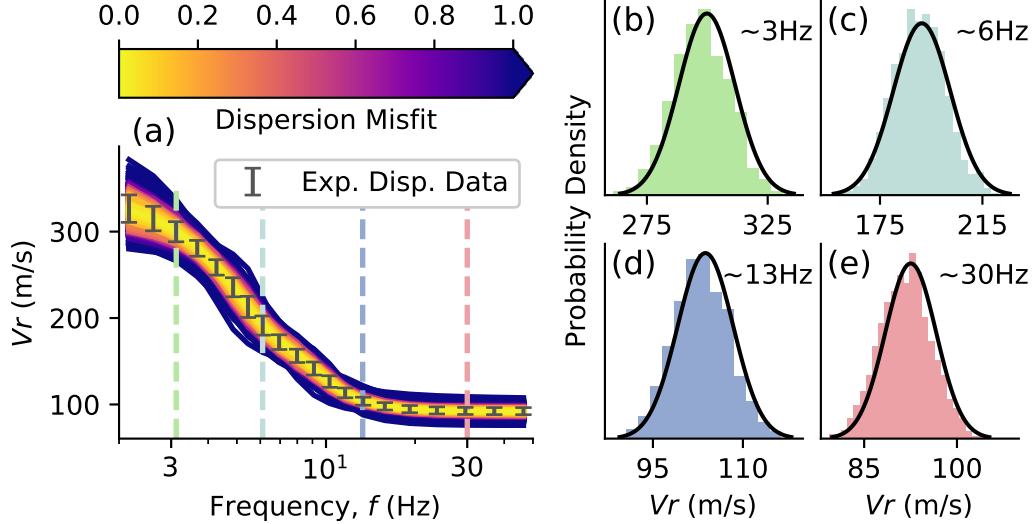 0.0 0.2 0.4 0.6 0.8 1.0
Dispersion Misfit
(a)
Exp. Disp. Data
Vr (m/s)
300
200
100
3 10¹ 30
Frequency, f (Hz)
Probability Density
(b) ~3Hz
275 325
(c) ~6Hz
175 215
(d) ~13Hz
95 110
Vr (m/s)
(e) ~30Hz
85 100
Vr (m/s)